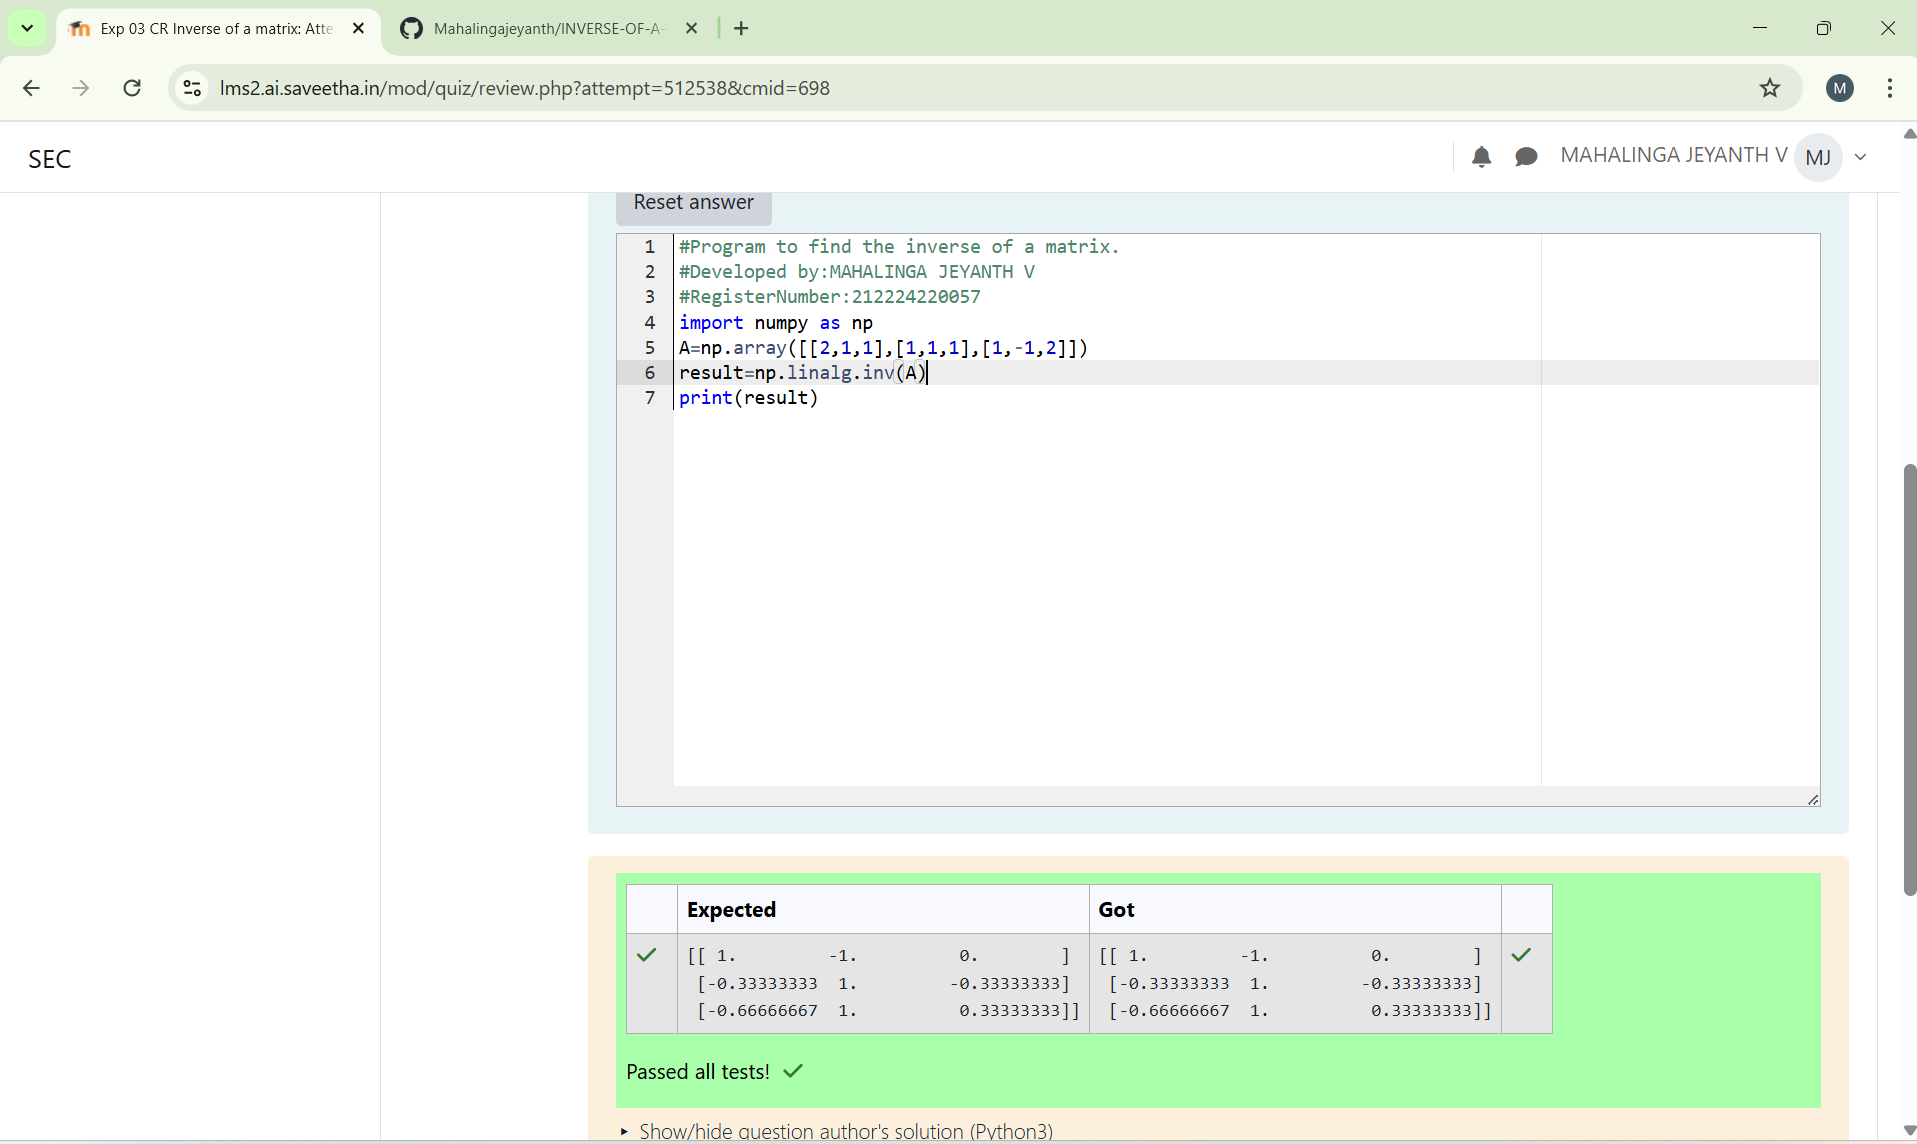 Exp 03 CR Inverse of a matrix: Atte
Mahalingajeyanth/INVERSE-OF-A-
lms2.ai.saveetha.in/mod/quiz/review.php?attempt=512538&cmid=698
M
SEC
MAHALINGA JEYANTH V
MJ
Reset answer
1 #Program to find the inverse of a matrix.
2 #Developed by:MAHALINGA JEYANTH V
3 #RegisterNumber:212224220057
4 import numpy as np
5 A=np.array([[2,1,1],[1,1,1],[1,-1,2]])
6 result=np.linalg.inv(A)
7 print(result)
Expected Got
[[ 1. -1. 0. ] [[ 1. -1. 0. ]
[-0.33333333 1. -0.33333333] [-0.33333333 1. -0.33333333]
[-0.66666667 1. 0.33333333]] [-0.66666667 1. 0.33333333]]
Passed all tests!
Show/hide question author's solution (Python3)